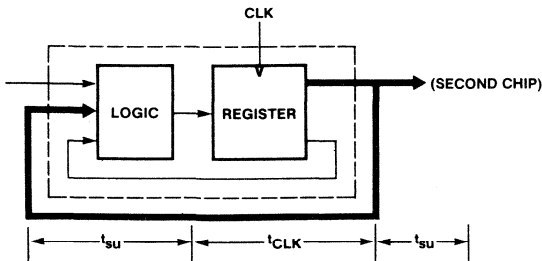 CLK
LOGIC
REGISTER
(SECOND CHIP)
tsu
tCLK
tsu